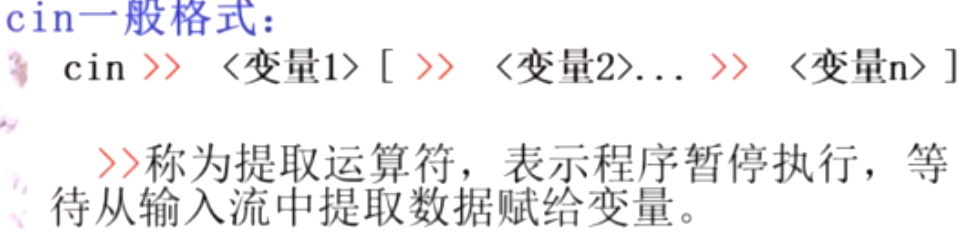 cin一般格式：
cin >> <变量1> [ >> <变量2>... >> <变量n> ]
>>称为提取运算符，表示程序暂停执行，等
待从输入流中提取数据赋给变量。